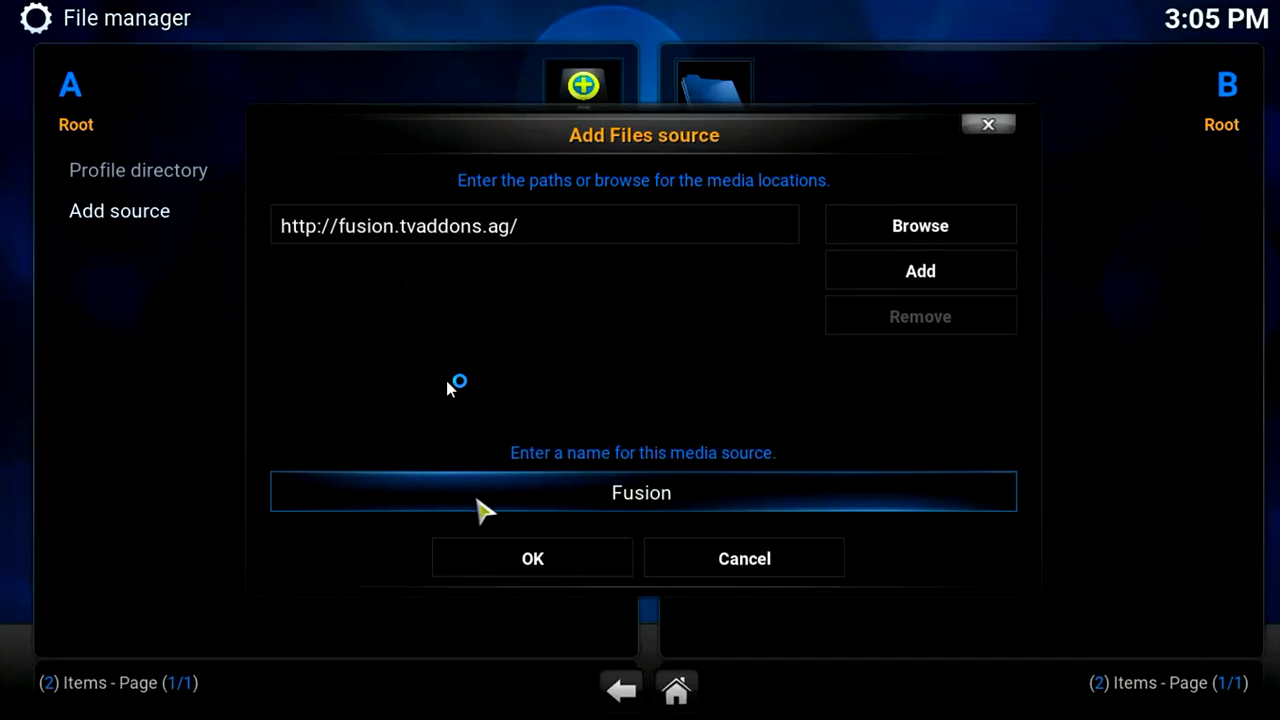 File manager
3:05 PM
A
B
Root
Root
Profile directory
Add source
Add Files source
Enter the paths or browse for the media locations.
http://fusion.tvaddons.ag/
Browse
Add
Remove
Enter a name for this media source.
Fusion
OK
Cancel
(2) Items - Page (1/1)
(2) Items - Page (1/1)